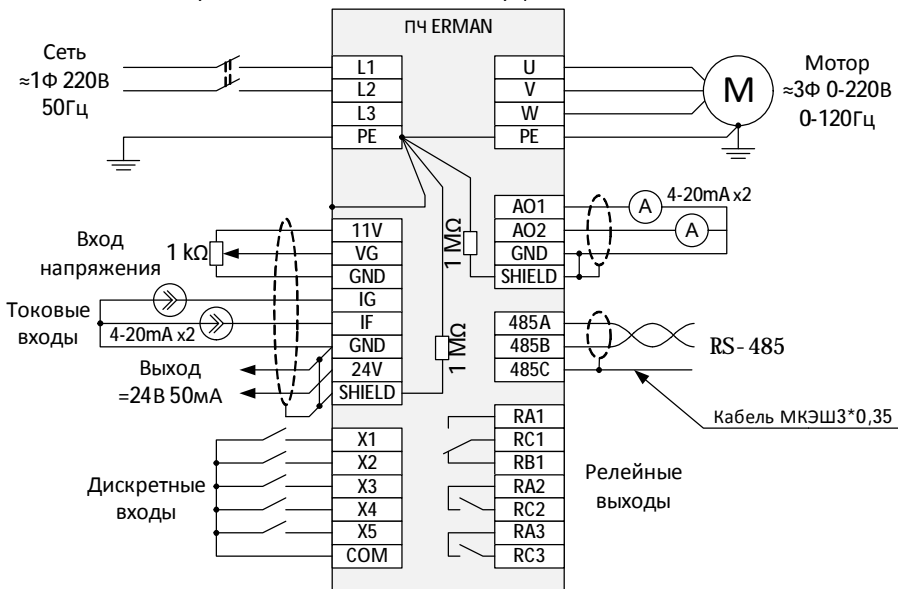 ПЧ ERMAN
Сеть
≈1Ф 220В
50Гц
L1
L2
L3
PE
U
V
W
PE
M
Мотор
≈3Ф 0-220В
0-120Гц
Вход
напряжения
1 kΩ
11V
VG
GND
IG
IF
GND
24V
SHIELD
Токовые
входы
4-20mA x2
Выход
=24В 50мА
1 MΩ
1 MΩ
AO1
AO2
GND
SHIELD
A
A
4-20mA x2
485A
485B
485C
RS-485
Кабель МКЭШ3*0,35
Дискретные
входы
X1
X2
X3
X4
X5
COM
RA1
RC1
RB1
RA2
RC2
RA3
RC3
Релейные
выходы